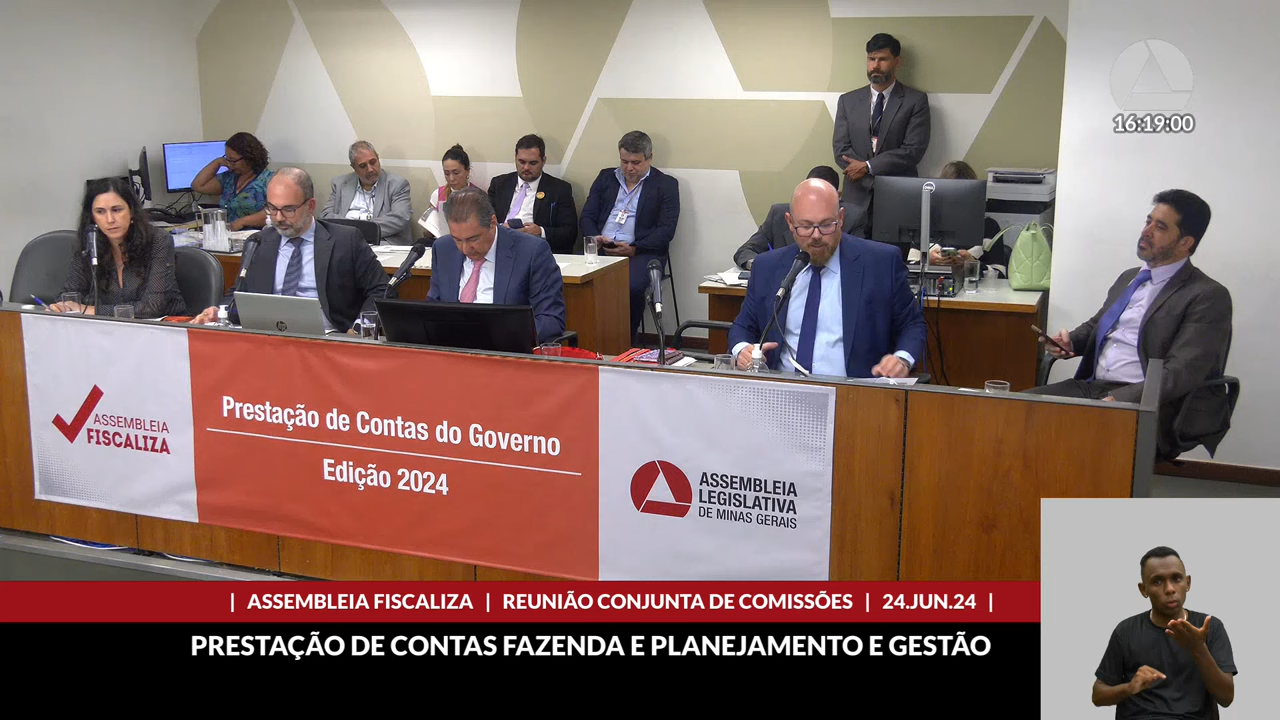 16:19:00
ASSEMBLEIA
FISCALIZA
Prestação de Contas do Governo
Edição 2024
ASSEMBLEIA
LEGISLATIVA
DE MINAS GERAIS
| ASSEMBLEIA FISCALIZA | REUNIÃO CONJUNTA DE COMISSÕES | 24.JUN.24 |
PRESTAÇÃO DE CONTAS FAZENDA E PLANEJAMENTO E GESTÃO